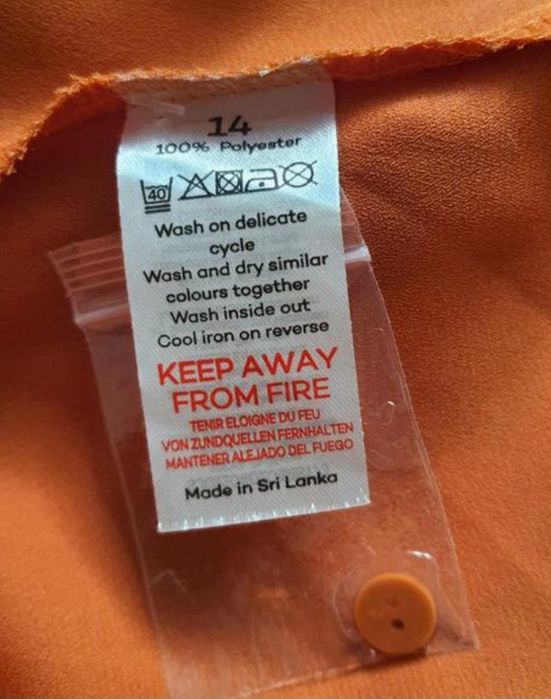 14
100% Polyester
40
Wash on delicate
cycle
Wash and dry similar
colours together
Wash inside out
Cool iron on reverse
KEEP AWAY
FROM FIRE
TENIR ELOIGNE DU FEU
VON ZUNDQUELLEN FERNHALTEN
MANTENER ALEJADO DEL FUEGO
Made in Sri Lanka